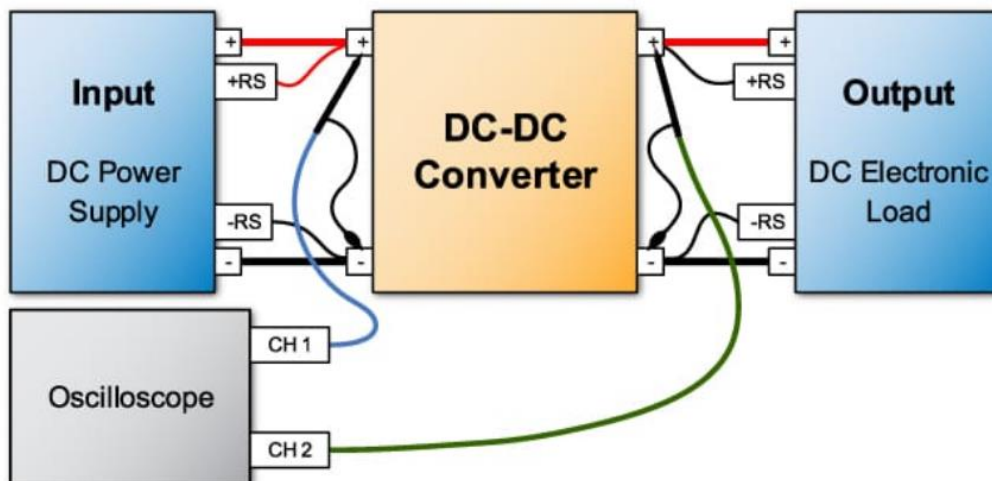 Input
DC Power
Supply
+
+RS
-RS
-
+
-
DC-DC
Converter
+
-
+
+RS
-RS
-
Output
DC Electronic
Load
Oscilloscope
CH 1
CH 2